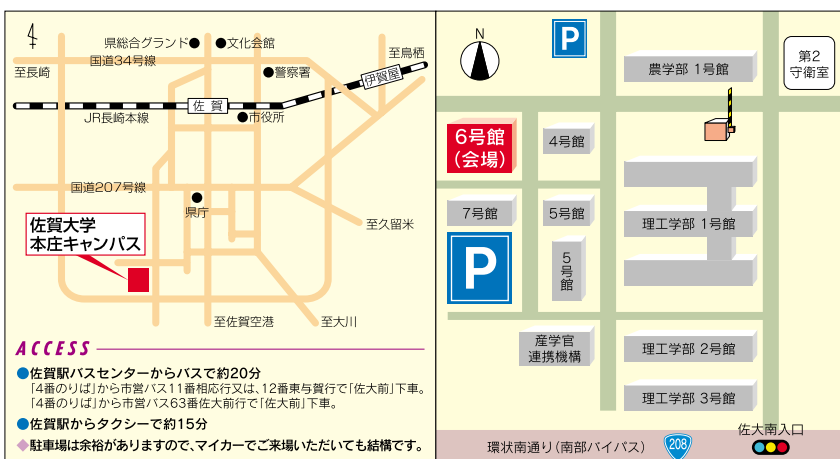 県総合グランド
文化会館
国道34号線
至鳥栖
至長崎
警察署
伊賀屋
佐賀
JR長崎本線
市役所
国道207号線
県庁
佐賀大学
本庄キャンパス
至久留米
至佐賀空港
至大川
ACCESS
●佐賀駅バスセンターからバスで約20分
「4番のりば」から市営バス11番相応行又は、12番東与賀行で「佐大前」下車。
「4番のりば」から市営バス63番佐大前行で「佐大前」下車。
●佐賀駅からタクシーで約15分
◆駐車場は余裕がありますので、マイカーでご来場いただいても結構です。
N
P
農学部 1号館
第2
守衛室
6号館
(会場)
4号館
7号館
5号館
理工学部 1号館
P
5号館
産学官
連携機構
理工学部 2号館
理工学部 3号館
環状南通り(南部バイパス)
208
佐大南入口